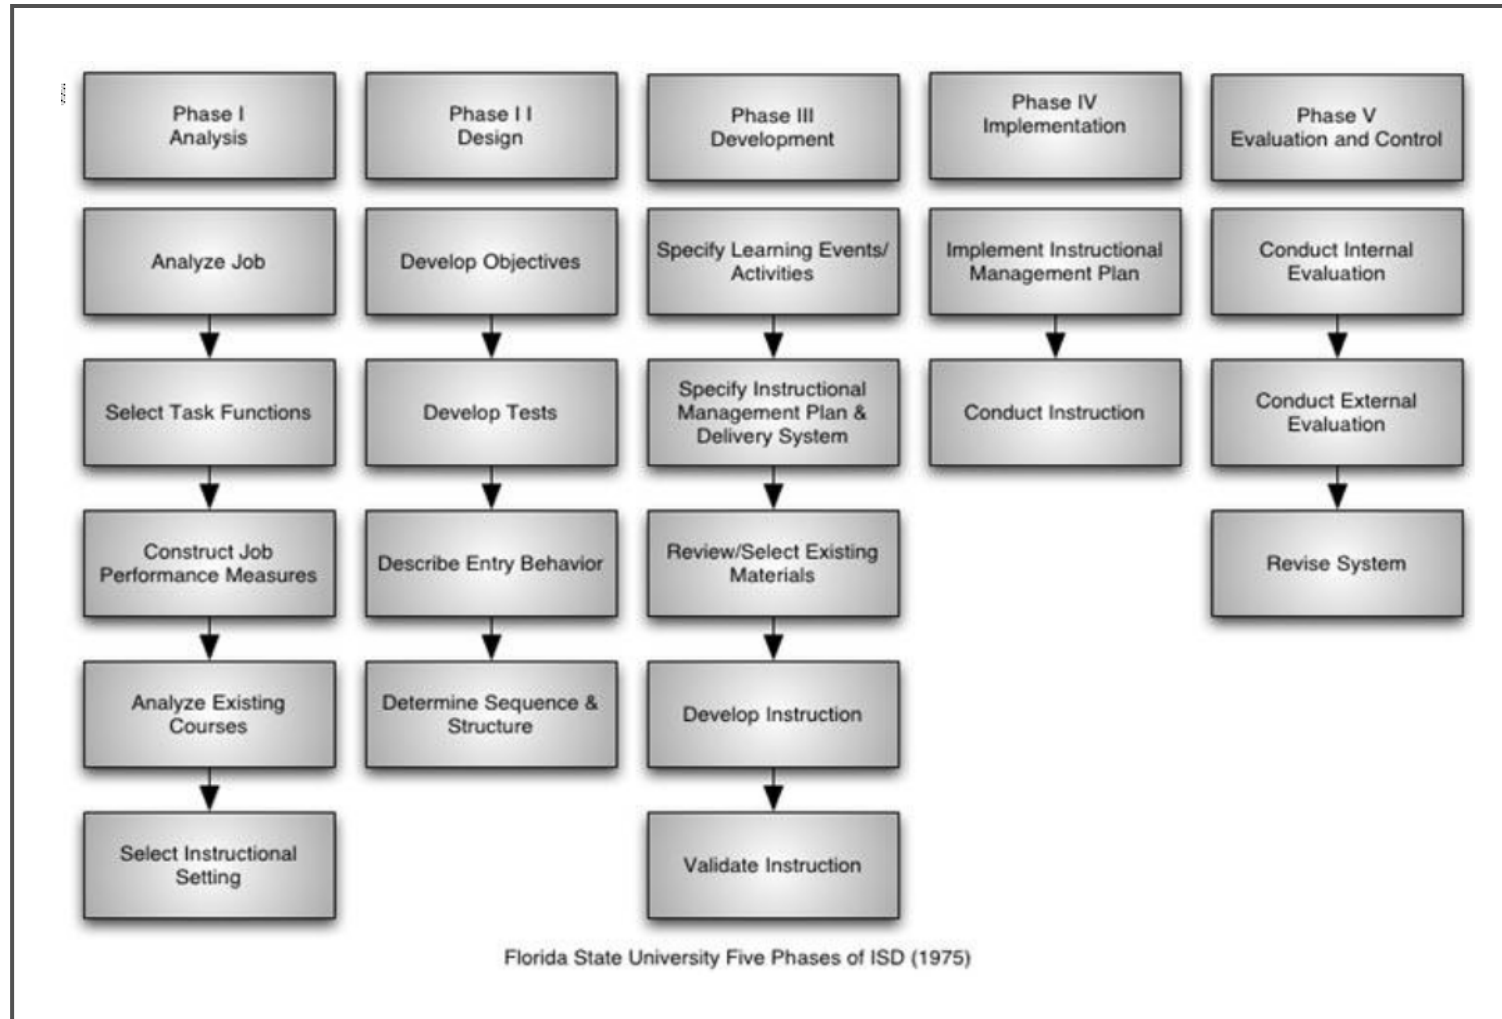 Phase I
Analysis
Phase I I
Design
Phase III
Development
Phase IV
Implementation
Phase V
Evaluation and Control
Analyze Job
Develop Objectives
Specify Learning Events/
Activities
Implement Instructional
Management Plan
Conduct Internal
Evaluation
Select Task Functions
Develop Tests
Specify Instructional
Management Plan &
Delivery System
Conduct Instruction
Conduct External
Evaluation
Construct Job
Performance Measures
Describe Entry Behavior
Review/Select Existing
Materials
Revise System
Analyze Existing
Courses
Determine Sequence &
Structure
Develop Instruction
Select Instructional
Setting
Validate Instruction
Florida State University Five Phases of ISD (1975)